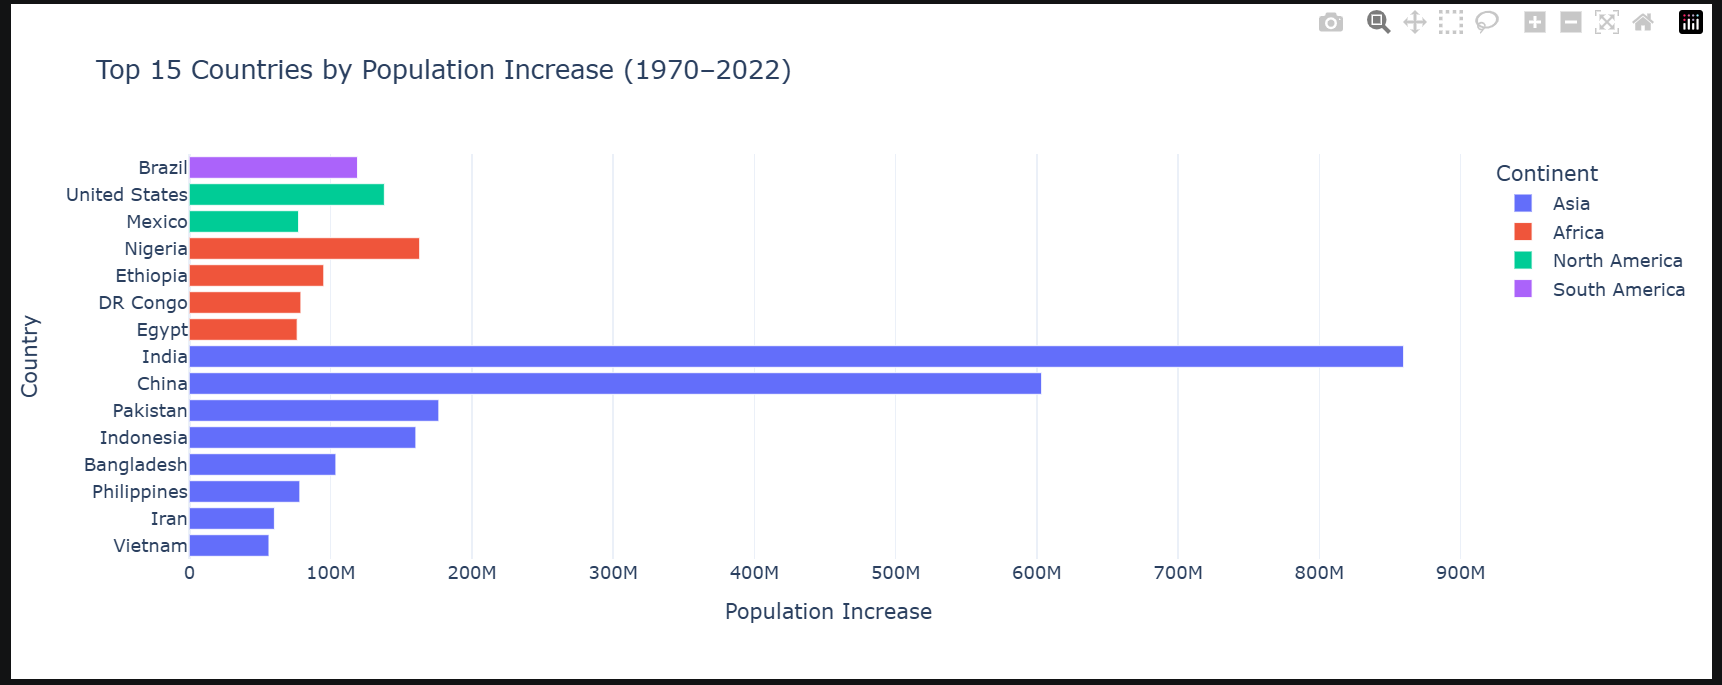 Top 15 Countries by Population Increase (1970–2022)
Brazil
United States
Mexico
Nigeria
Ethiopia
DR Congo
Egypt
India
China
Pakistan
Indonesia
Bangladesh
Philippines
Iran
Vietnam
Country
0 100M 200M 300M 400M 500M 600M 700M 800M 900M
Population Increase
Continent
Asia
Africa
North America
South America